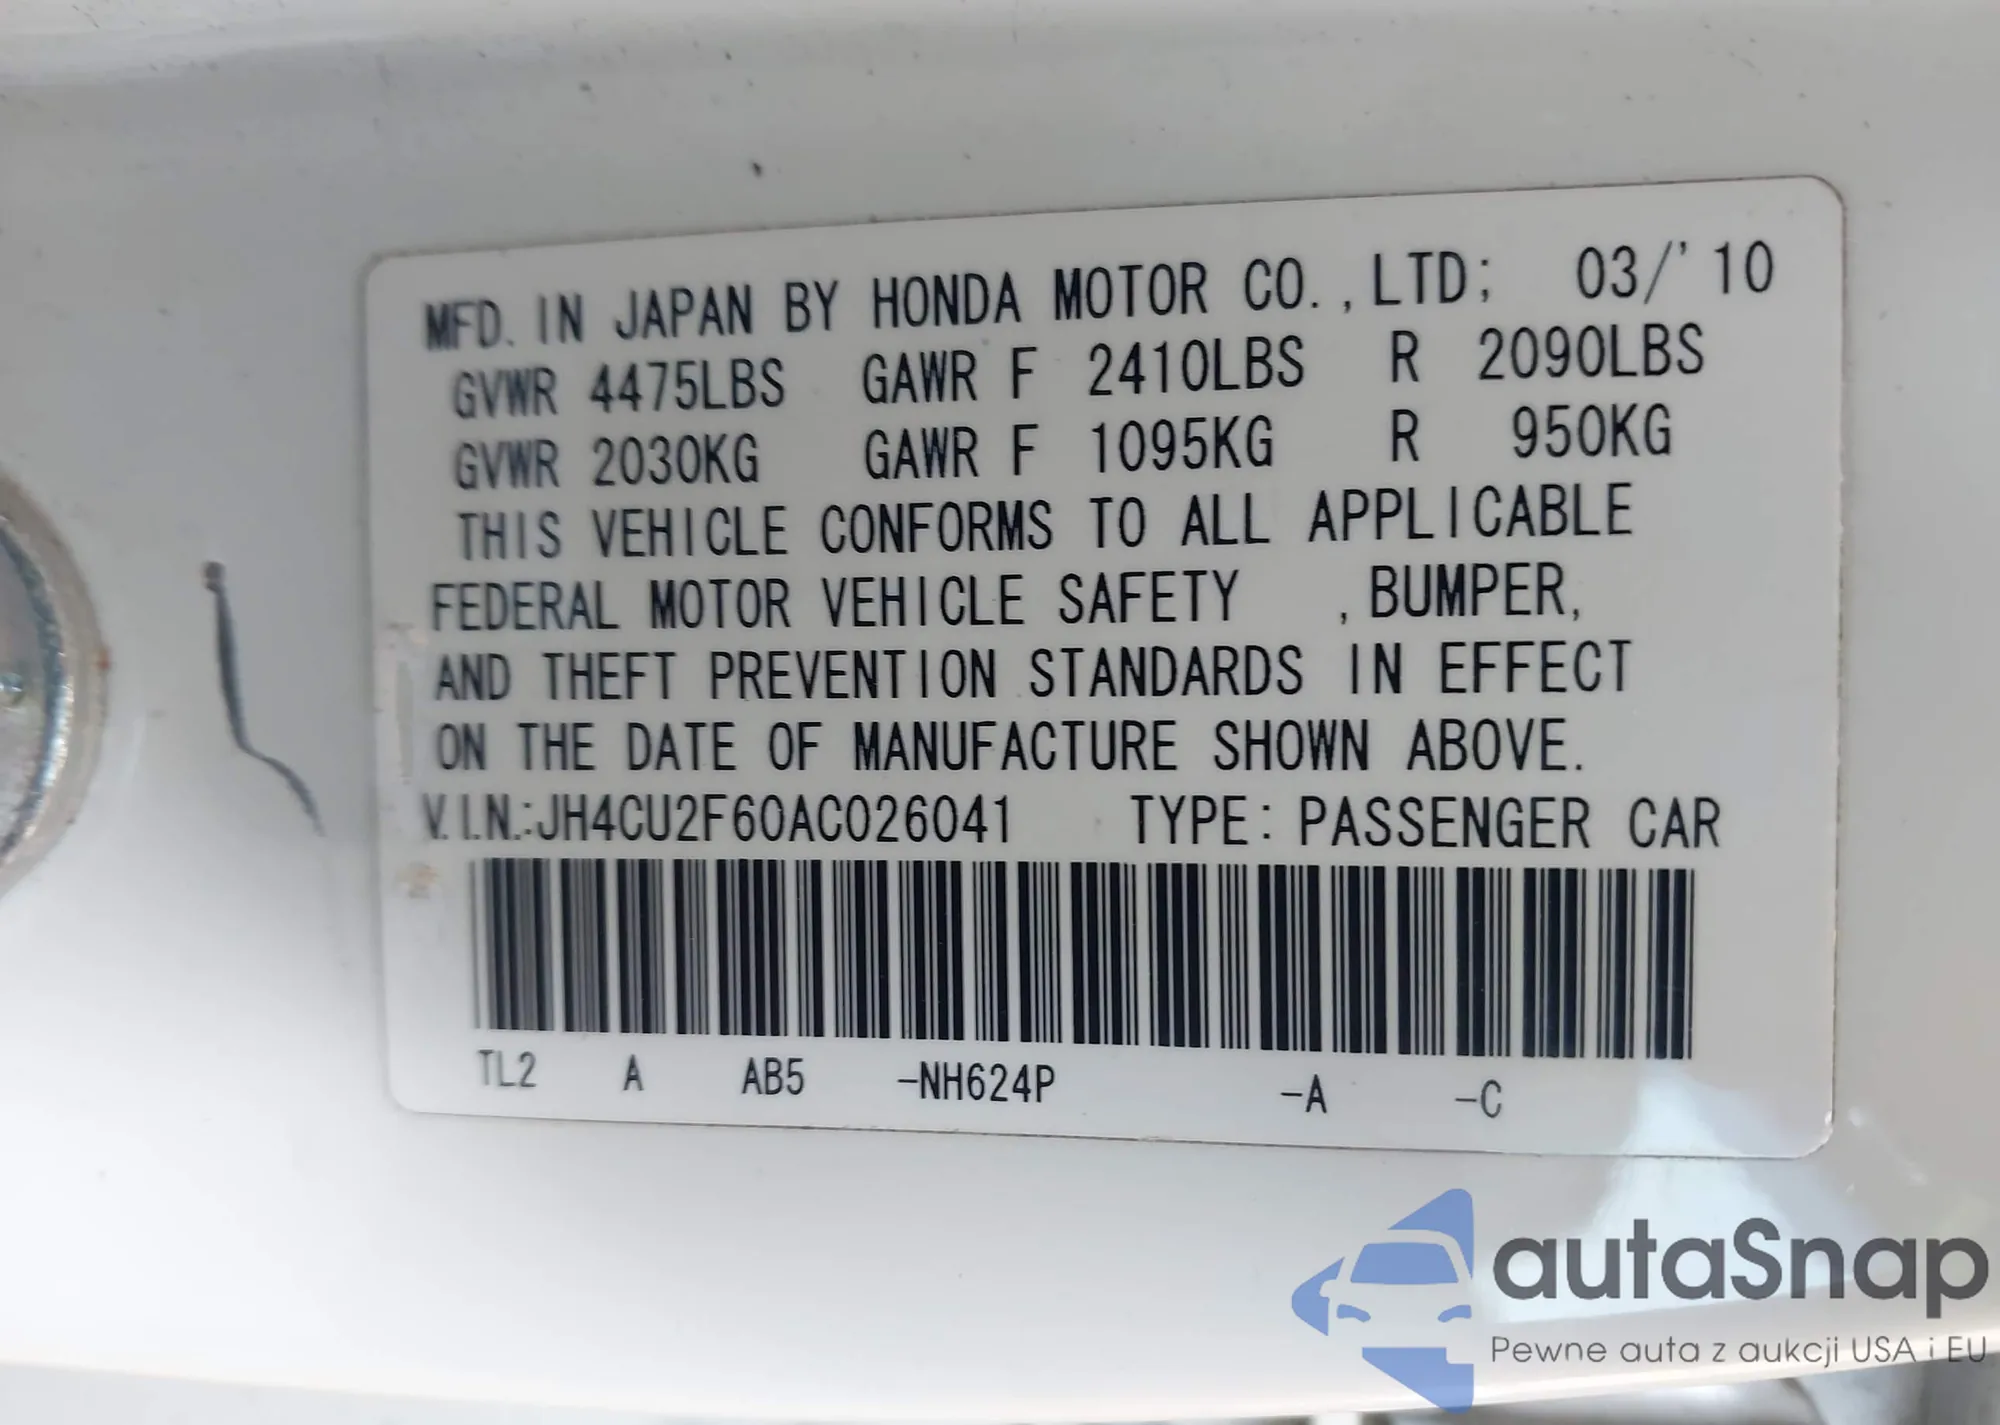 MFD. IN JAPAN BY HONDA MOTOR CO.,LTD; 03/'10
GVWR 4475LBS GAWR F 2410LBS R 2090LBS
GVWR 2030KG GAWR F 1095KG R 950KG
THIS VEHICLE CONFORMS TO ALL APPLICABLE
FEDERAL MOTOR VEHICLE SAFETY ,BUMPER,
AND THEFT PREVENTION STANDARDS IN EFFECT
ON THE DATE OF MANUFACTURE SHOWN ABOVE.
V.I.N.:JH4CU2F60AC026041 TYPE: PASSENGER CAR
TL2 A AB5 -NH624P -A -C
autaSnap
Pewne auta z aukcji USA i EU